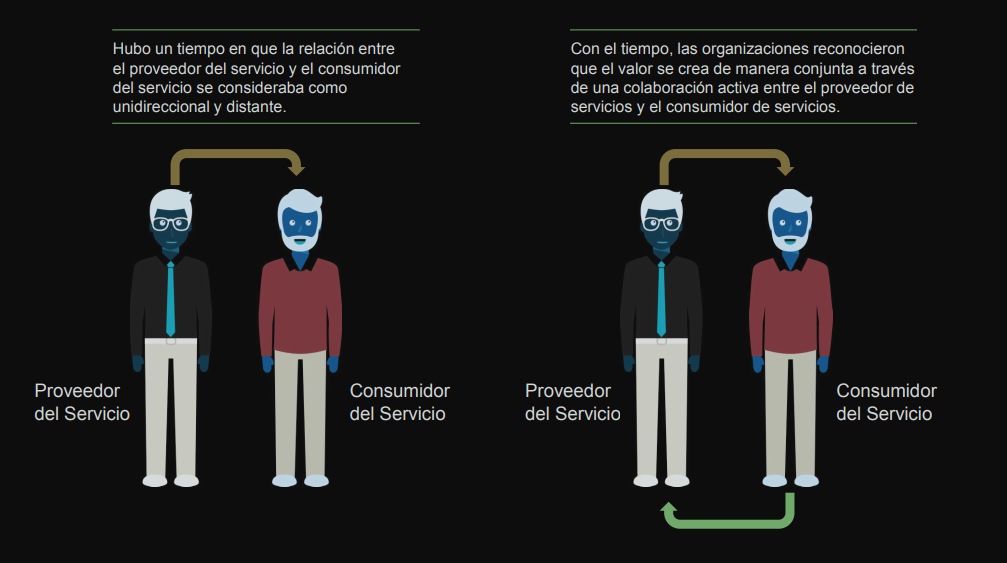 Hubo un tiempo en que la relación entre
el proveedor del servicio y el consumidor
del servicio se consideraba como
unidireccional y distante.
Proveedor
del Servicio
Consumidor
del Servicio
Con el tiempo, las organizaciones reconocieron
que el valor se crea de manera conjunta a través
de una colaboración activa entre el proveedor de
servicios y el consumidor de servicios.
Proveedor
del Servicio
Consumidor
del Servicio